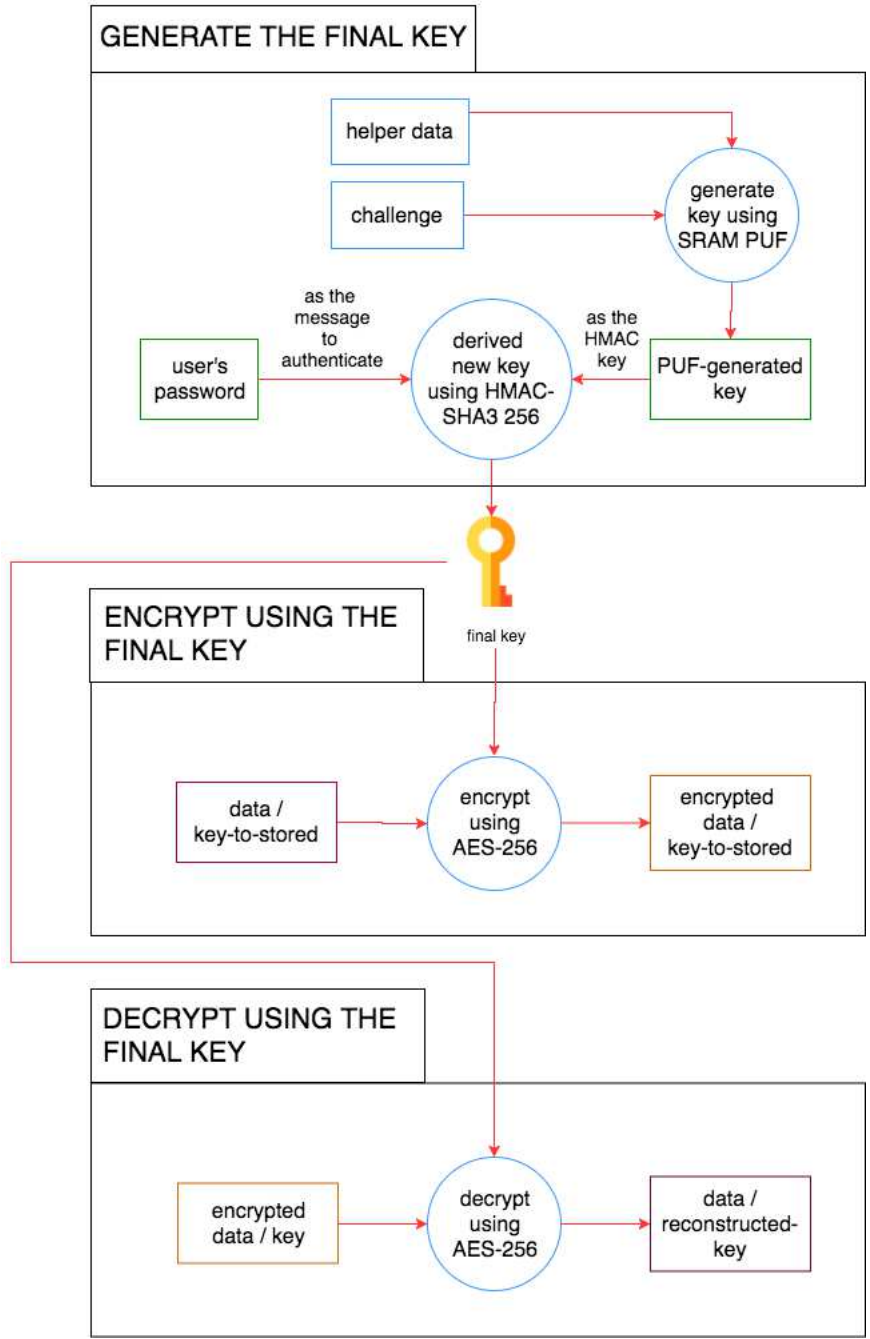 GENERATE THE FINAL KEY
helper data
challenge
generate
key using
SRAM PUF
as the
message
to
authenticate
user's
password
derived
new key
using HMAC-
SHA3 256
as the
HMAC
key
PUF-generated
key
final key
ENCRYPT USING THE
FINAL KEY
data /
key-to-stored
encrypt
using
AES-256
encrypted
data /
key-to-stored
DECRYPT USING THE
FINAL KEY
encrypted
data / key
decrypt
using
AES-256
data /
reconstructed-
key